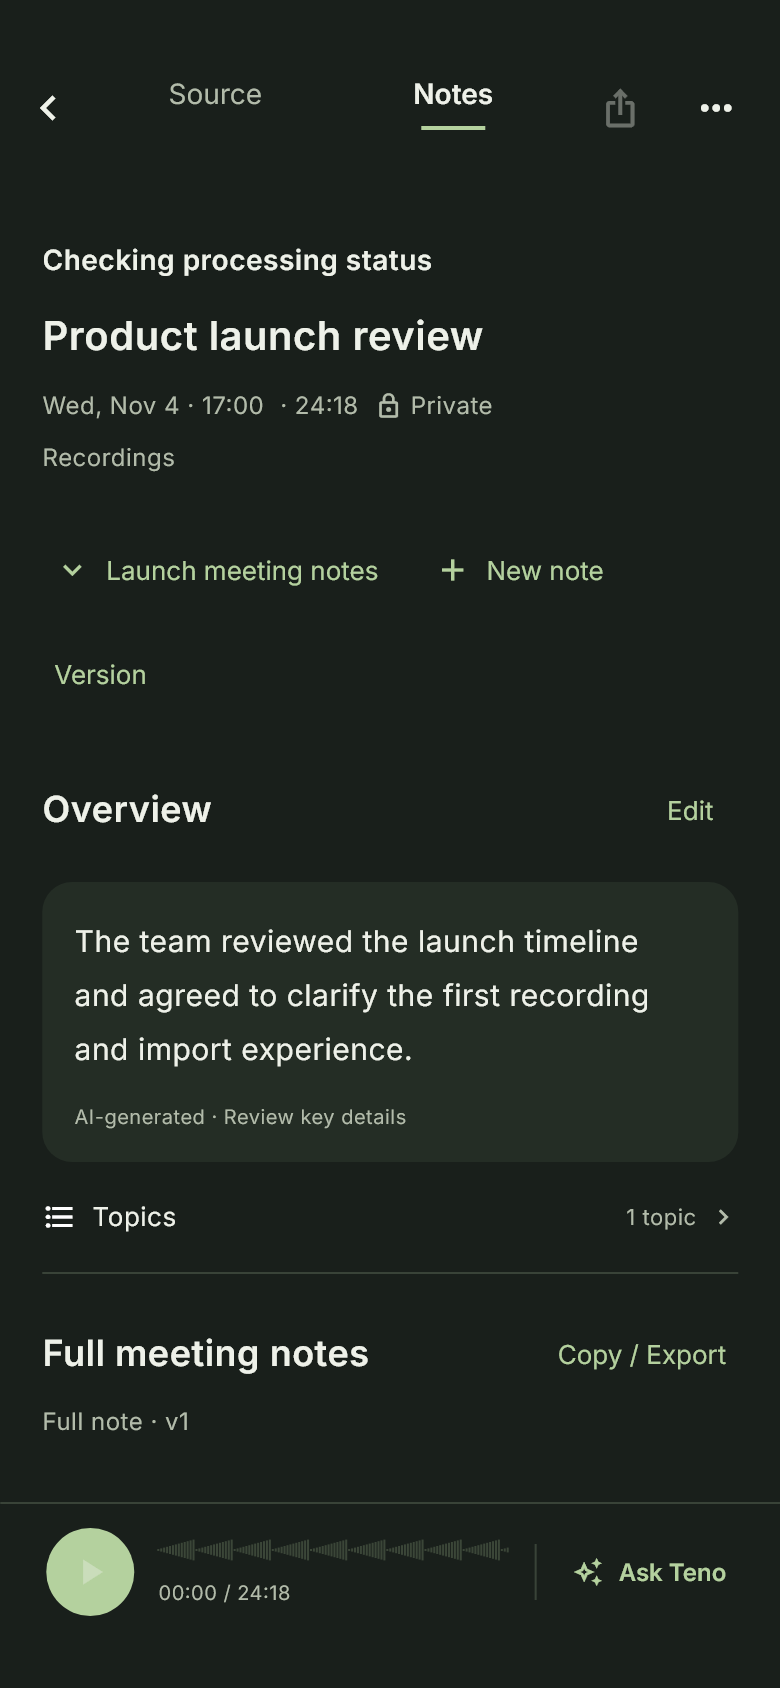 Source
Notes
Checking processing status
Product launch review
Wed, Nov 4 · 17:00 · 24:18 Private
Recordings
Launch meeting notes
New note
Version
Overview
Edit
The team reviewed the launch timeline
and agreed to clarify the first recording
and import experience.
AI-generated · Review key details
Topics
1 topic
Full meeting notes
Copy / Export
Full note · v1
00:00 / 24:18
Ask Teno